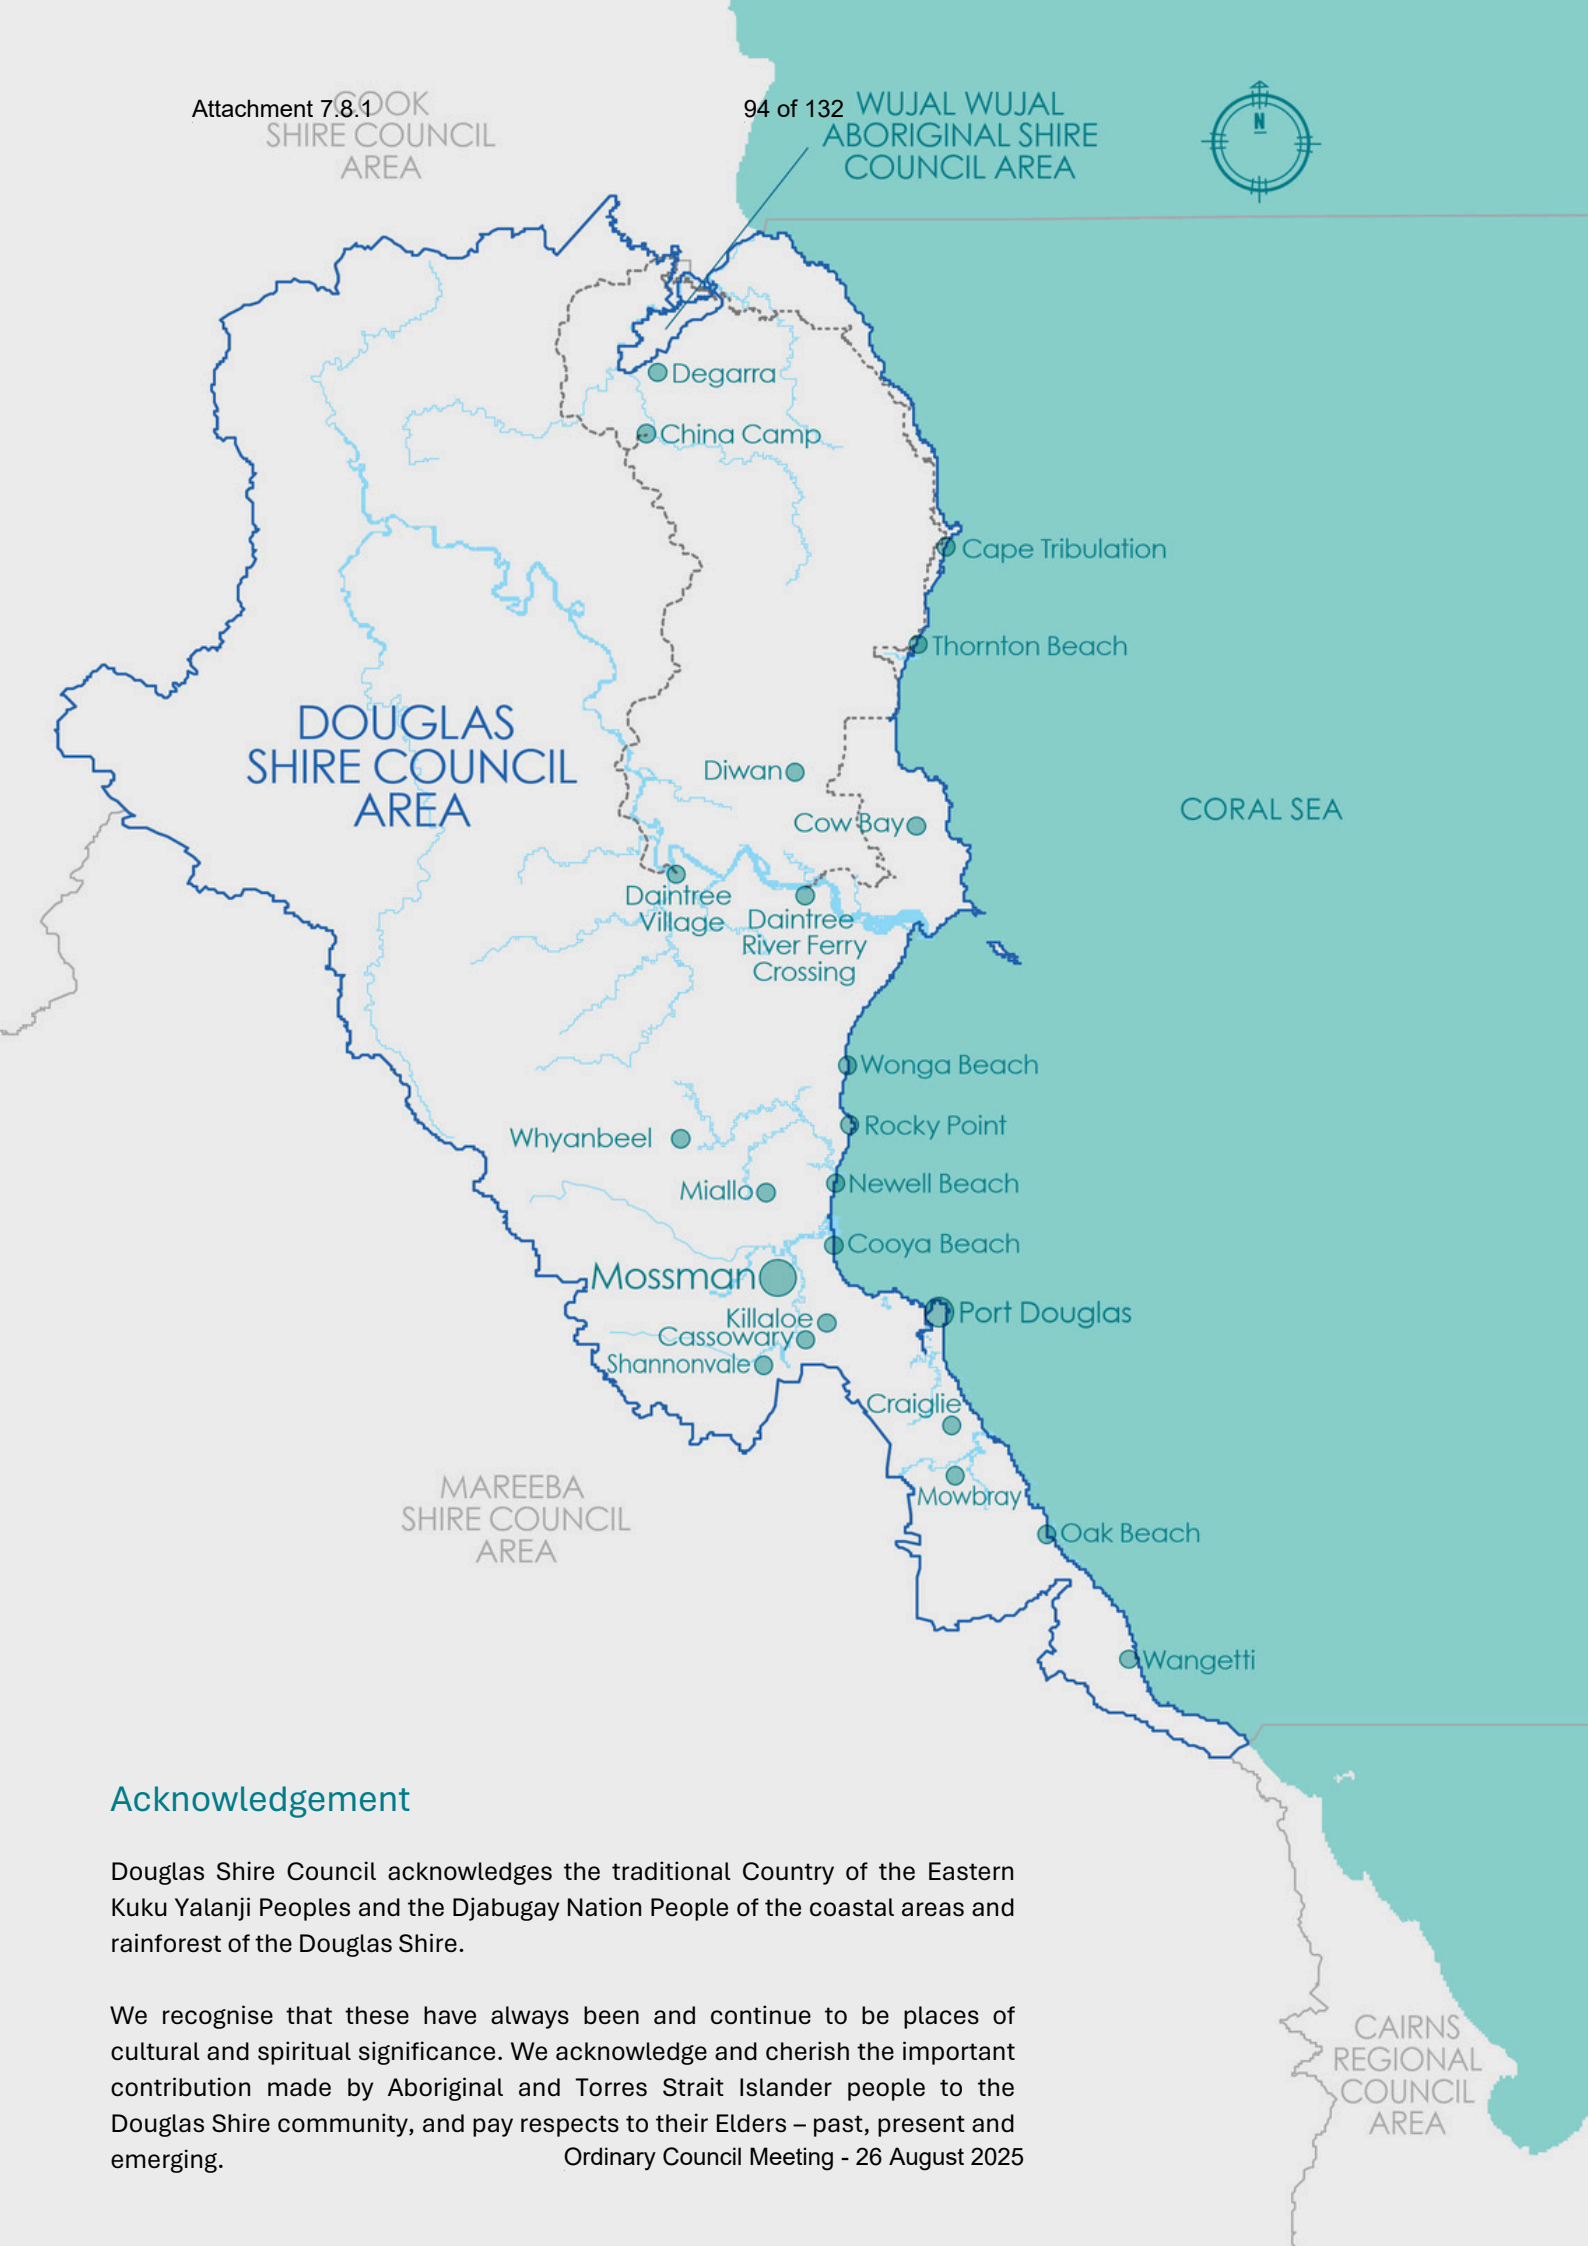 Attachment 7.8.1
94 of 132
COOK
SHIRE COUNCIL
AREA
WUJAL WUJAL
ABORIGINAL SHIRE
COUNCIL AREA
N
Degarra
China Camp
Cape Tribulation
Thornton Beach
DOUGLAS
SHIRE COUNCIL
AREA
Diwan
CORAL SEA
Cow Bay
Daintree
Village
Daintree
River Ferry
Crossing
Wonga Beach
Rocky Point
Whyanbeel
Newell Beach
Miallo
Cooya Beach
Mossman
Port Douglas
Killaloe
Cassowary
Shannonvale
Craiglie
MAREEBA
SHIRE COUNCIL
AREA
Mowbray
Oak Beach
Wangetti
Acknowledgement
Douglas Shire Council acknowledges the traditional Country of the Eastern
Kuku Yalanji Peoples and the Djabugay Nation People of the coastal areas and
rainforest of the Douglas Shire.
We recognise that these have always been and continue to be places of
cultural and spiritual significance. We acknowledge and cherish the important
contribution made by Aboriginal and Torres Strait Islander people to the
Douglas Shire community, and pay respects to their Elders – past, present and
emerging.
CAIRNS
REGIONAL
COUNCIL
AREA
Ordinary Council Meeting - 26 August 2025